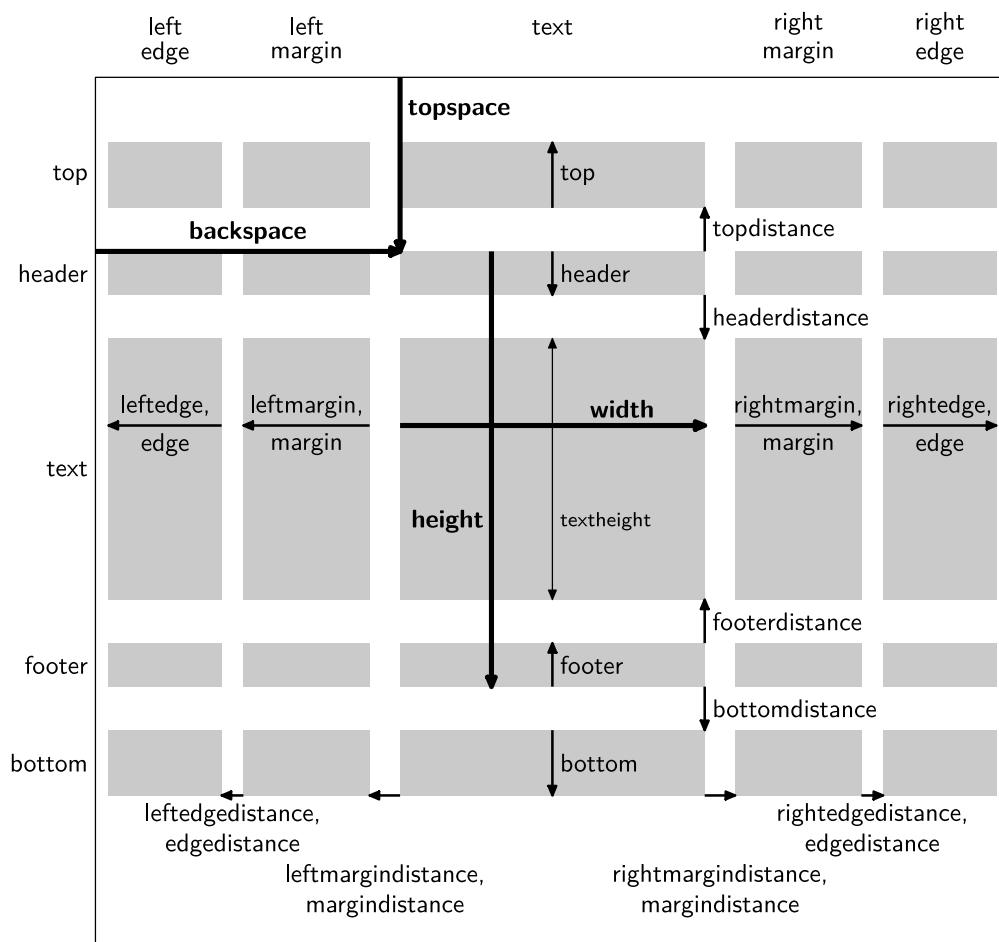 left
edge
left
margin
text
right
margin
right
edge
topspace
top
top
backspace
topdistance
header
header
headerdistance
leftedge,
edge
leftmargin,
margin
width
rightmargin,
margin
rightedge,
edge
text
height
textheight
footerdistance
footer
footer
bottomdistance
bottom
bottom
leftedgedistance,
edgedistance
rightedgedistance,
edgedistance
leftmargindistance,
margindistance
rightmargindistance,
margindistance